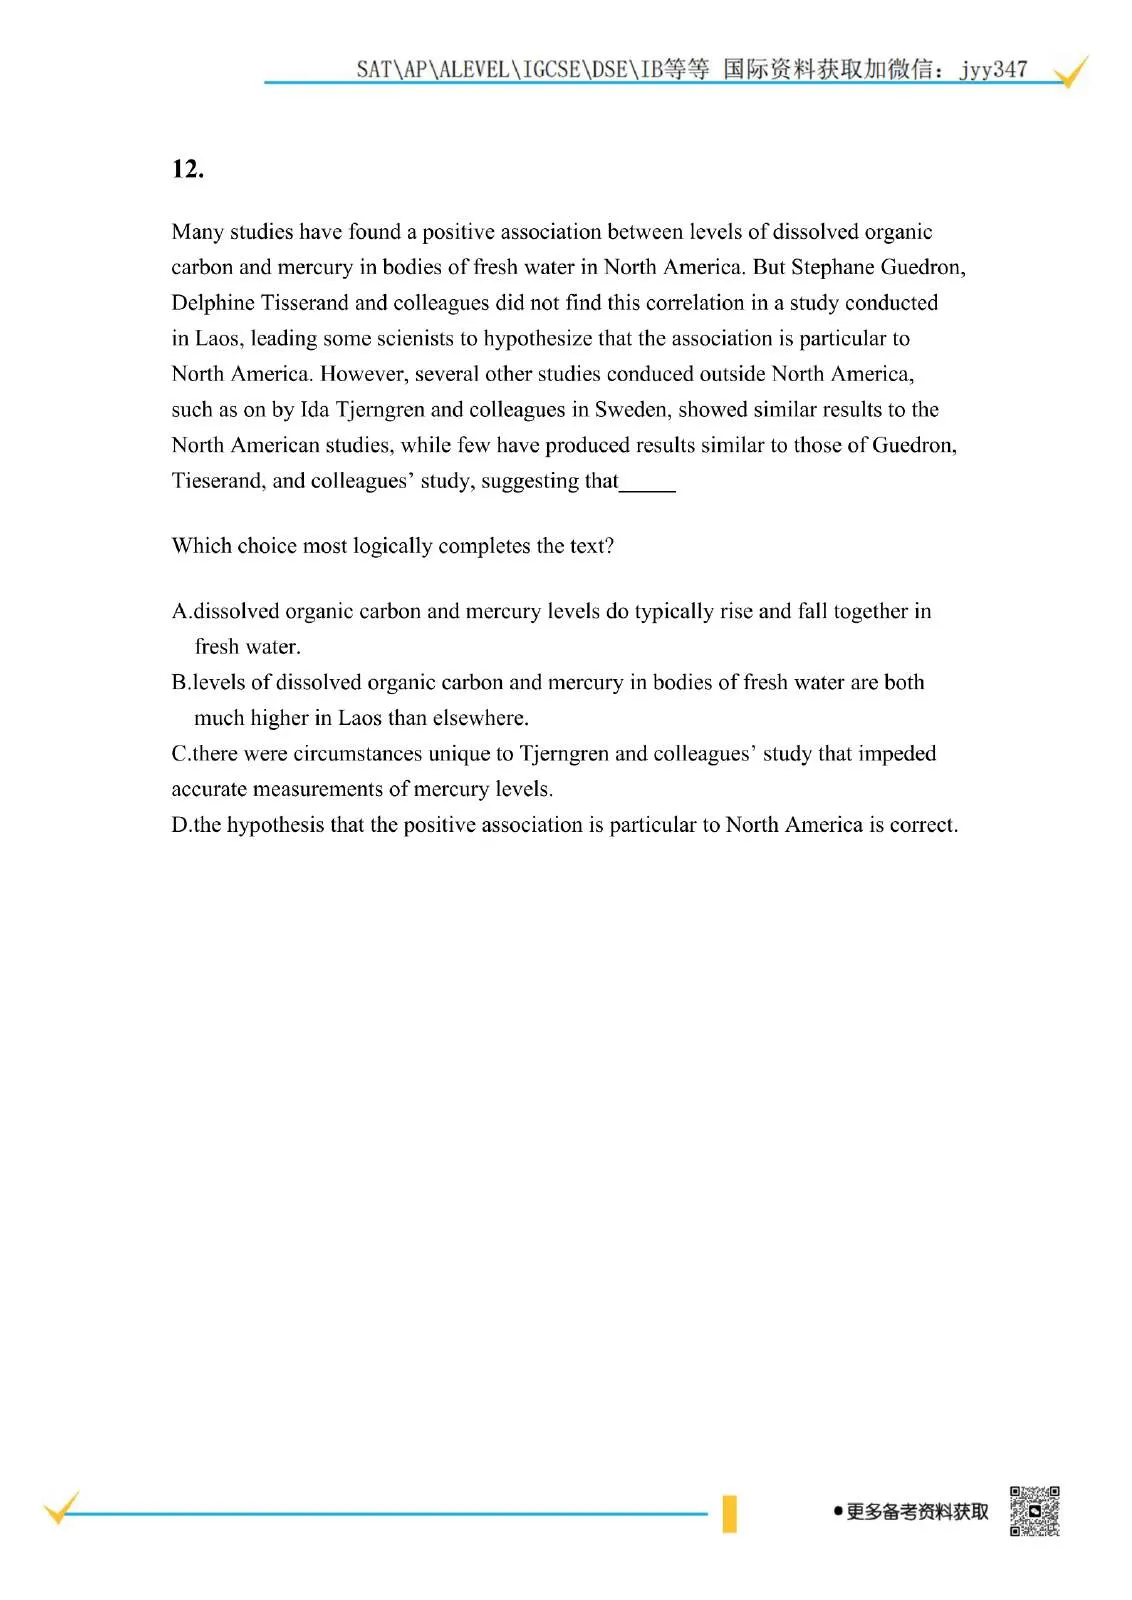 SAT\AP\ALEVEL\IGCSE\DSE\IB等等 国际资料获取加微信：jyy347
12.
Many studies have found a positive association between levels of dissolved organic
carbon and mercury in bodies of fresh water in North America. But Stephane Guedron,
Delphine Tisserand and colleagues did not find this correlation in a study conducted
in Laos, leading some scienists to hypothesize that the association is particular to
North America. However, several other studies conduced outside North America,
such as on by Ida Tjerngren and colleagues in Sweden, showed similar results to the
North American studies, while few have produced results similar to those of Guedron,
Tieserand, and colleagues’ study, suggesting that_____
Which choice most logically completes the text?
A.dissolved organic carbon and mercury levels do typically rise and fall together in
fresh water.
B.levels of dissolved organic carbon and mercury in bodies of fresh water are both
much higher in Laos than elsewhere.
C.there were circumstances unique to Tjerngren and colleagues’ study that impeded
accurate measurements of mercury levels.
D.the hypothesis that the positive association is particular to North America is correct.
•更多备考资料获取